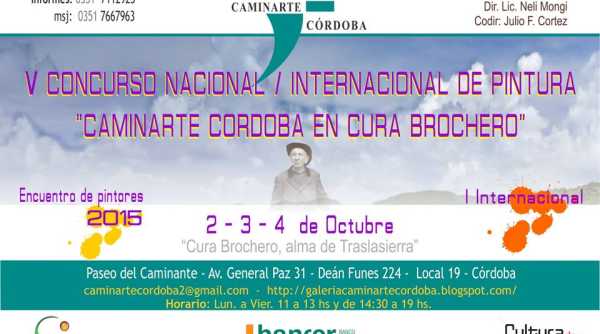 Informes: 0351 7112925
msj: 0351 7667963
CAMINARTE
CÓRDOBA
Dir. Lic. Neli Mongi
Codir: Julio F. Cortez
V CONCURSO NACIONAL / INTERNACIONAL DE PINTURA
"CAMINARTE CORDOBA EN CURA BROCHERO"
Encuentro de pintores
2015
I Internacional
2 - 3 - 4 de Octubre
"Cura Brochero, alma de Traslasierra"
Paseo del Caminante - Av. General Paz 31 - Deán Funes 224 - Local 19 - Córdoba
caminartecordoba2@gmail.com - http://galeriacaminartecordoba.blogspot.com/
Horario: Lun. a Vier. 11 a 13 hs y de 14:30 a 19 hs.
bancor
Cultura